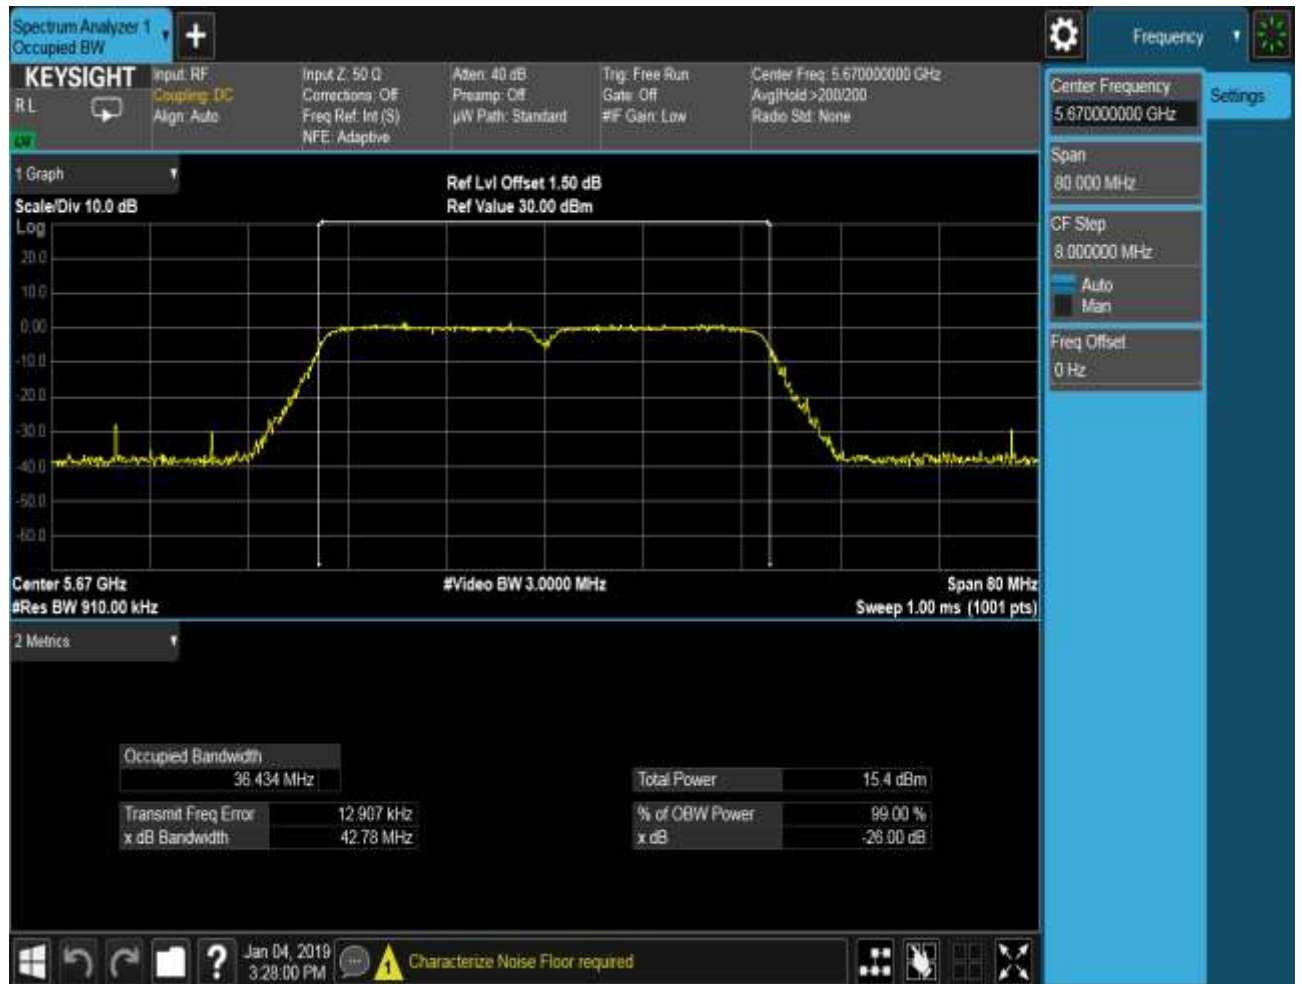 Spectrum Analyzer 1
Occupied BW
Frequency
KEYSIGHT
R L
Input: RF
Coupling: DC
Align: Auto
Input Z: 50 Ω
Corrections: Off
Freq Ref: Int (S)
NFE: Adaptive
Atten: 40 dB
Preamp: Off
µW Path: Standard
Trig: Free Run
Gate: Off
#IF Gain: Low
Center Freq: 5.670000000 GHz
Avg|Hold:>200/200
Radio Std: None
Center Frequency
5.670000000 GHz
Settings
Span
80.000 MHz
CF Step
8.000000 MHz
Auto
Man
Freq Offset
0 Hz
1 Graph
Scale/Div 10.0 dB
Ref Lvl Offset 1.50 dB
Ref Value 30.00 dBm
Log
20.0
10.0
0.00
-10.0
-20.0
-30.0
-40.0
-50.0
-60.0
Center 5.67 GHz
#Video BW 3.0000 MHz
Span 80 MHz
#Res BW 910.00 kHz
Sweep 1.00 ms (1001 pts)
2 Metrics
Occupied Bandwidth
36.434 MHz
Total Power 15.4 dBm
Transmit Freq Error 12.907 kHz
% of OBW Power 99.00 %
x dB Bandwidth 42.78 MHz
x dB -26.00 dB
?
Jan 04, 2019
3:28:00 PM
1
Characterize Noise Floor required